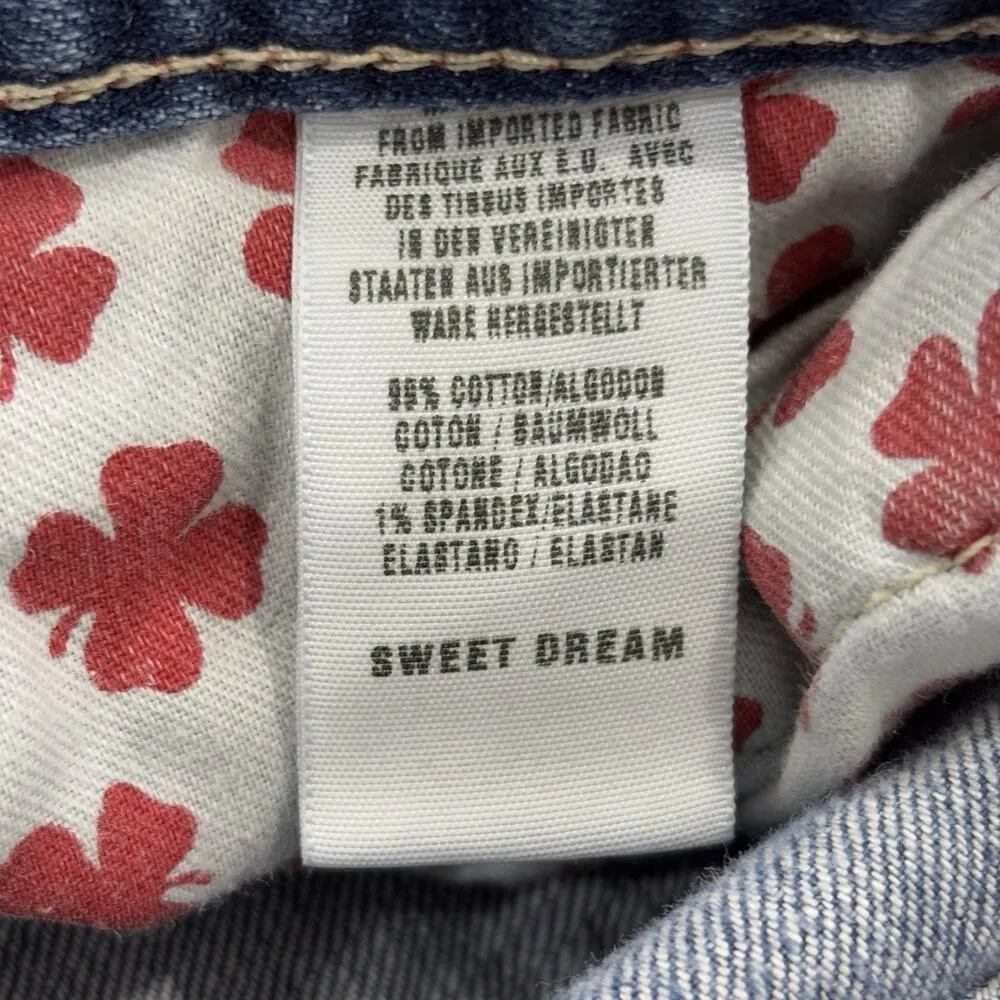 FROM IMPORTED FABRIC
FABRIQUE AUX E.U. AVEC
DES TISSUS IMPORTES
IN DEN VEREINIGTER
STAATEN AUS IMPORTIERTER
WARE HERGESTELLT
99% COTTON/ALGODON
COTON / BAUMWOLL
COTONE / ALGODAO
1% SPANDEX/ELASTANE
ELASTANO / ELASTAN
SWEET DREAM